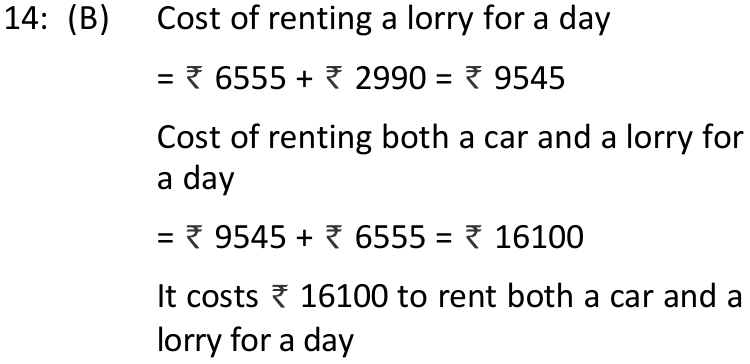 14: (B) Cost of renting a lorry for a day
= ₹ 6555 + ₹ 2990 = ₹ 9545
Cost of renting both a car and a lorry for
a day
= ₹ 9545 + ₹ 6555 = ₹ 16100
It costs ₹ 16100 to rent both a car and a
lorry for a day